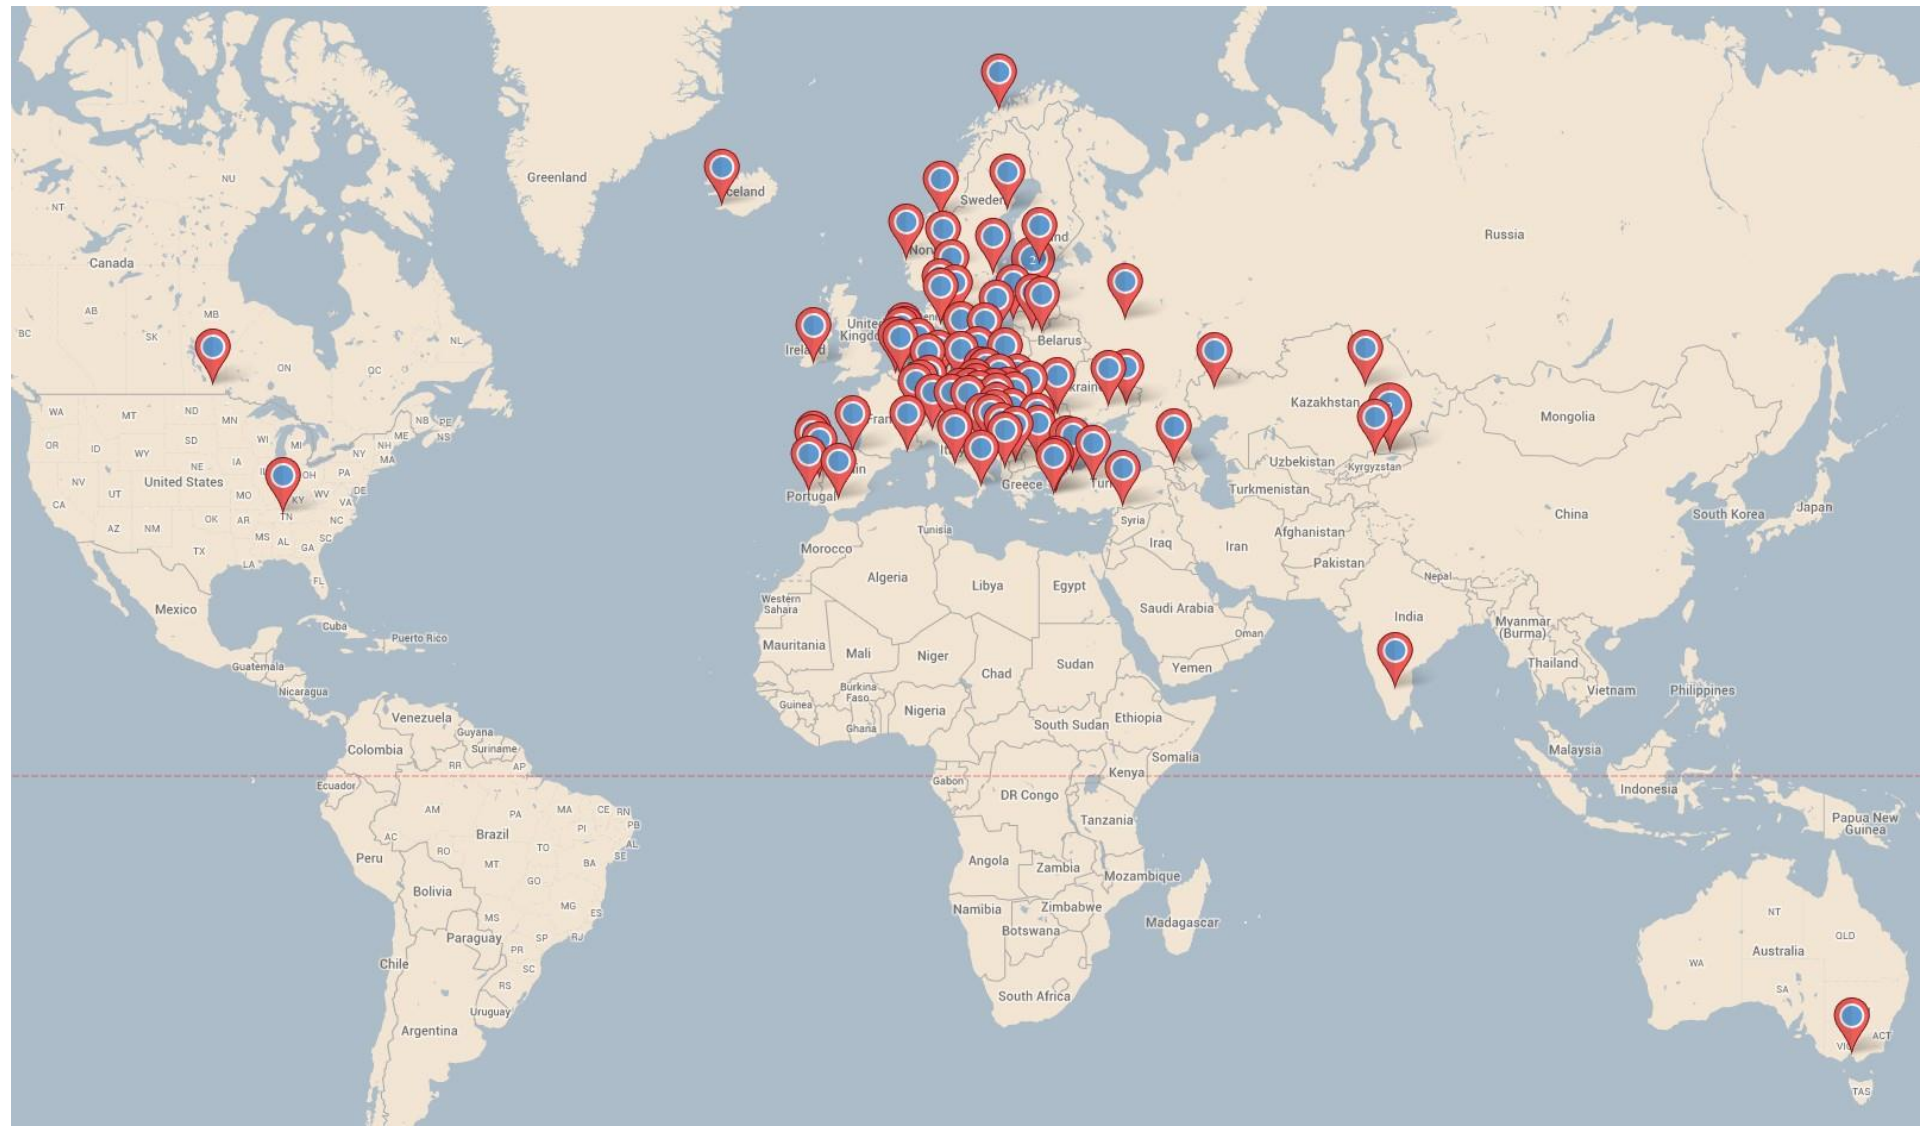 NU
Greenland
Iceland
NT
Sweden
Russia
Canada
AB
MB
SK
BC
NL
ON
QC
United
Kingdom
Ireland
Belarus
WA
MT
ND
MN
NB
PE
ME
NS
OR
ID
SD
WI
MI
NH
WY
NY
MA
NE
IA
NV
UT
United States
OH
PA
DE
MO
KY
WV
VA
CA
AZ
NM
OK
AR
TN
NC
MS
AL
GA
SC
TX
LA
FL
Kazakhstan
Mongolia
Uzbekistan
Kyrgyzstan
Turkmenistan
Portugal
Greece
Syria
China
South Korea
Japan
Tunisia
Morocco
Iraq
Iran
Afghanistan
Pakistan
Algeria
Libya
Egypt
Nepal
Western
Sahara
Saudi Arabia
India
Mexico
Cuba
Puerto Rico
Mauritania
Mali
Niger
Chad
Sudan
Oman
Yemen
Myanmar
(Burma)
Thailand
Vietnam
Philippines
Guatemala
Nicaragua
Burkina
Faso
Guinea
Ghana
Nigeria
South Sudan
Ethiopia
Somalia
Venezuela
Guyana
Suriname
Colombia
RR
AP
Ecuador
Gabon
Kenya
DR Congo
Tanzania
Malaysia
Indonesia
Papua New
Guinea
AM
PA
MA
CE
RN
PB
PI
AL
SE
AC
Brazil
TO
RO
MT
BA
Peru
Bolivia
GO
MG
ES
MS
Paraguay
SP
RJ
PR
SC
Chile
RS
Uruguay
Argentina
Angola
Zambia
Mozambique
Namibia
Zimbabwe
Botswana
Madagascar
South Africa
NT
QLD
Australia
WA
SA
ACT
TAS
2